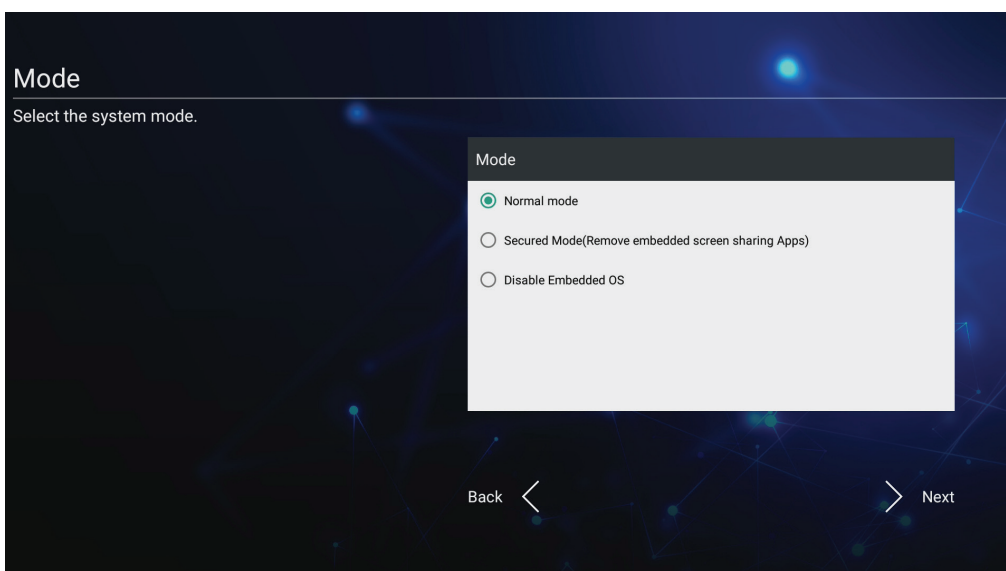 Mode
Select the system mode.
Mode
Normal mode
Secured Mode(Remove embedded screen sharing Apps)
Disable Embedded OS
Back
Next